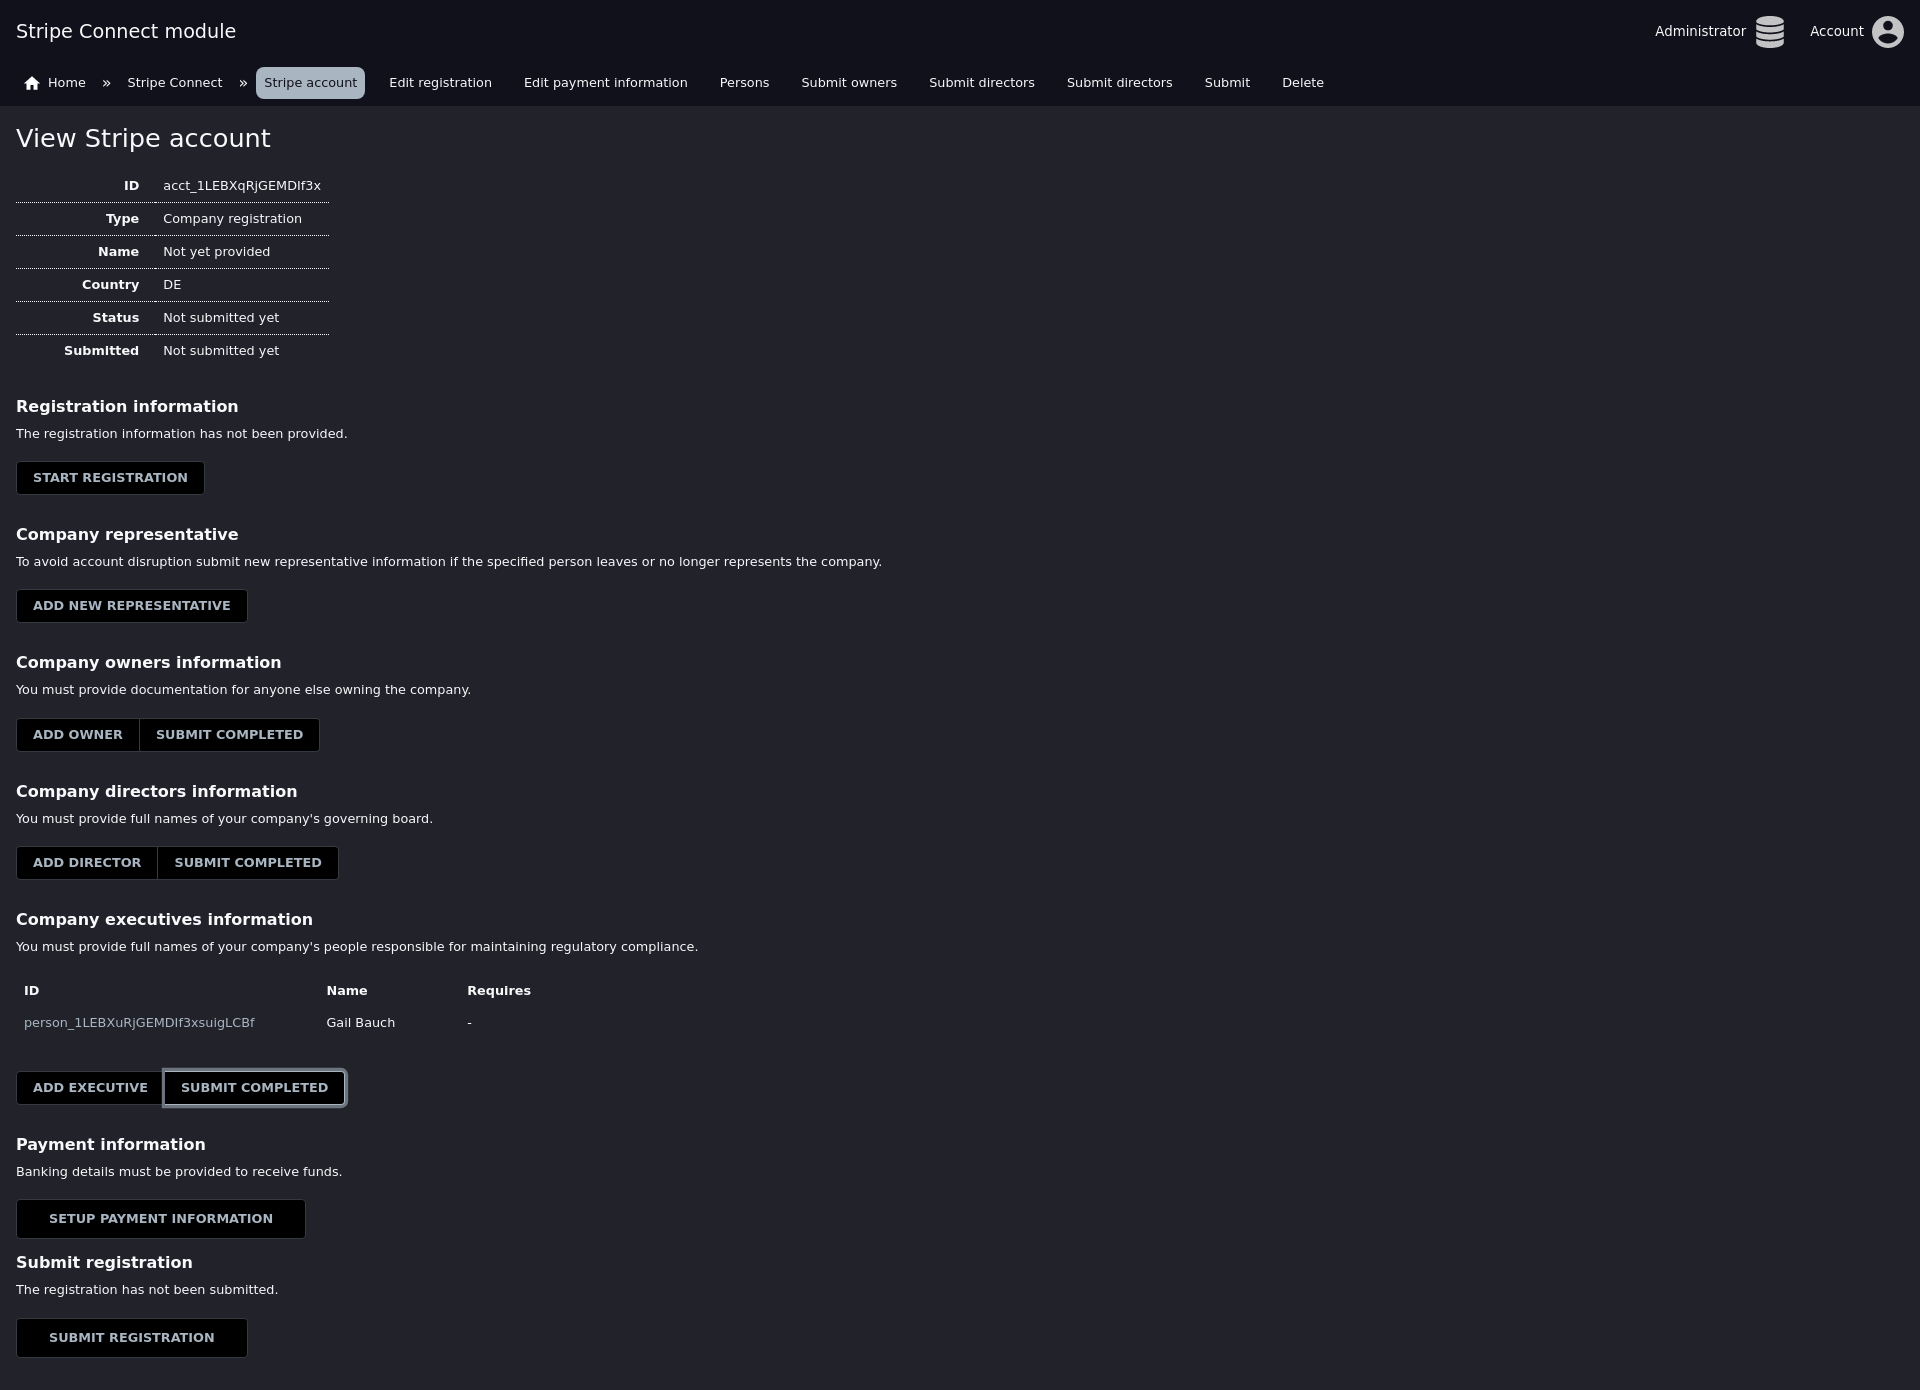 Stripe Connect module
Administrator
Account
Home » Stripe Connect » Stripe account Edit registration Edit payment information Persons Submit owners Submit directors Submit directors Submit Delete
View Stripe account
ID acct_1LEBXqRjGEMDIf3x
Type Company registration
Name Not yet provided
Country DE
Status Not submitted yet
Submitted Not submitted yet
Registration information
The registration information has not been provided.
START REGISTRATION
Company representative
To avoid account disruption submit new representative information if the specified person leaves or no longer represents the company.
ADD NEW REPRESENTATIVE
Company owners information
You must provide documentation for anyone else owning the company.
ADD OWNER SUBMIT COMPLETED
Company directors information
You must provide full names of your company's governing board.
ADD DIRECTOR SUBMIT COMPLETED
Company executives information
You must provide full names of your company's people responsible for maintaining regulatory compliance.
ID Name Requires
person_1LEBXuRjGEMDIf3xsuigLCBf Gail Bauch -
ADD EXECUTIVE SUBMIT COMPLETED
Payment information
Banking details must be provided to receive funds.
SETUP PAYMENT INFORMATION
Submit registration
The registration has not been submitted.
SUBMIT REGISTRATION